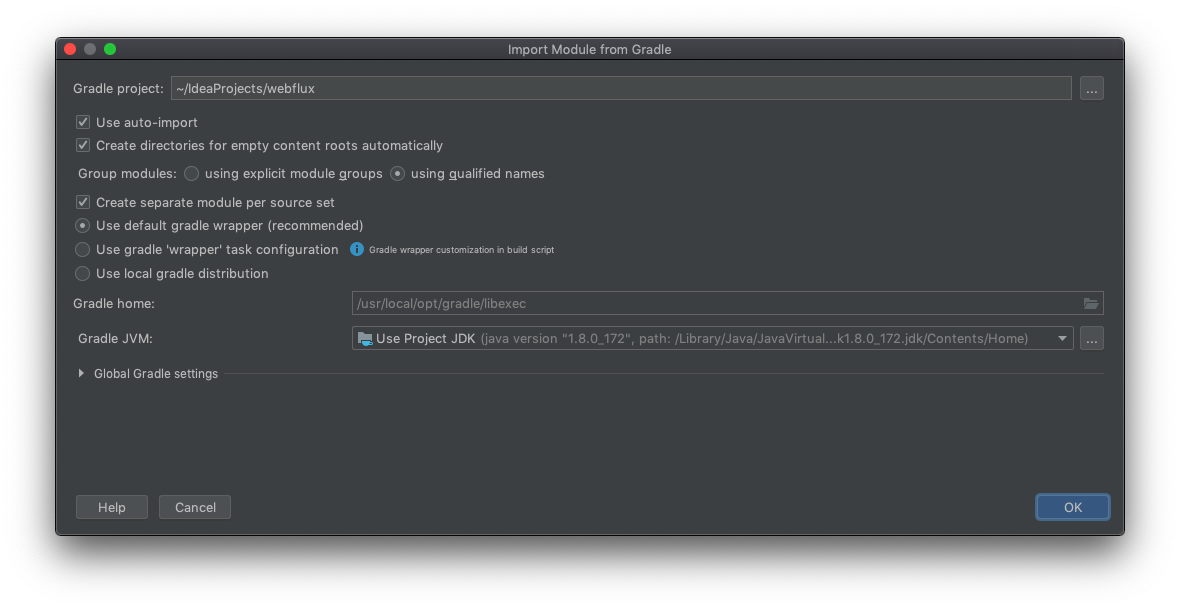 Import Module from Gradle
Gradle project: ~/IdeaProjects/webflux ...
Use auto-import
Create directories for empty content roots automatically
Group modules: using explicit module groups using qualified names
Create separate module per source set
Use default gradle wrapper (recommended)
Use gradle 'wrapper' task configuration Gradle wrapper customization in build script
Use local gradle distribution
Gradle home: /usr/local/opt/gradle/libexec
Gradle JVM: Use Project JDK (java version "1.8.0_172", path: /Library/Java/JavaVirtual...k1.8.0_172.jdk/Contents/Home) ...
Global Gradle settings
Help Cancel OK